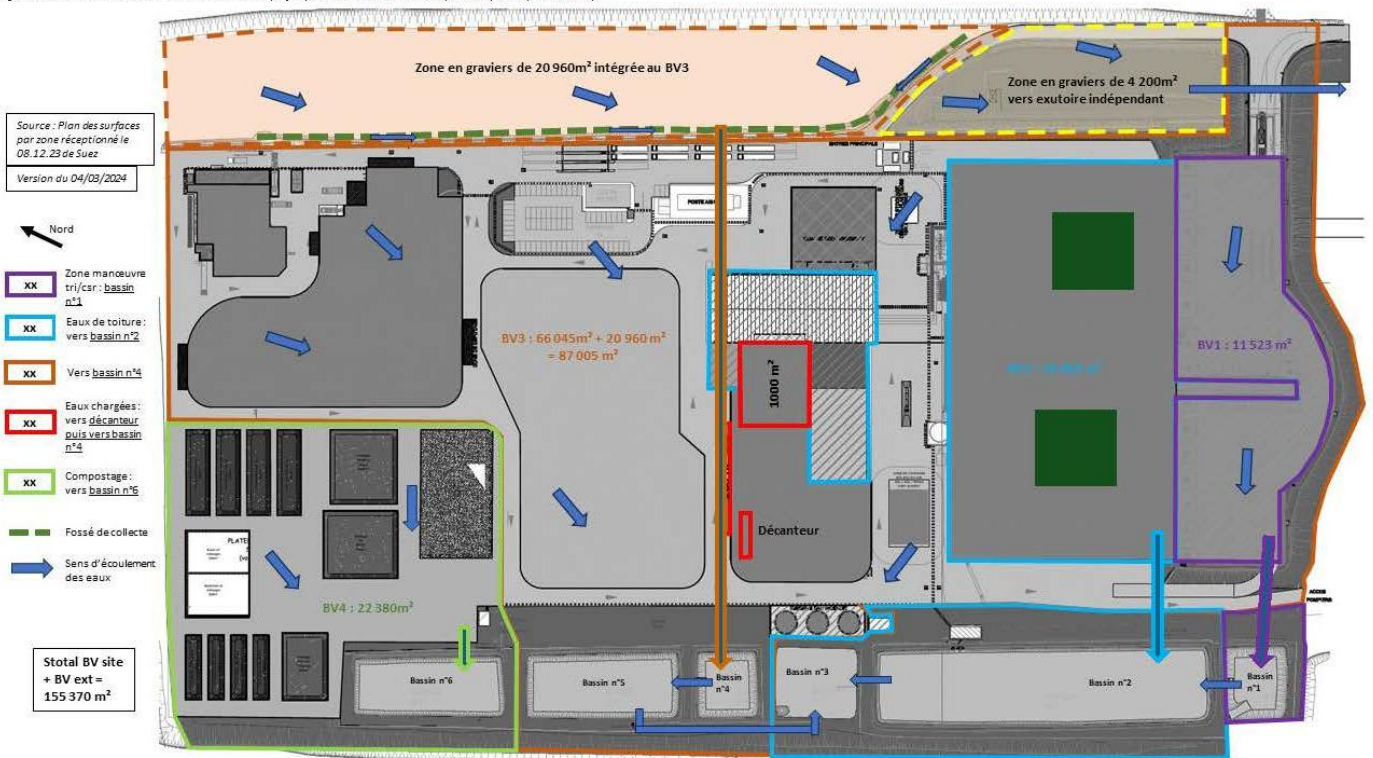 Zone en graviers de 20 960m² intégrée au BV3
Zone en graviers de 4 200m²
vers exutoire indépendant
Source : Plan des surfaces
par zone réceptionné le
08.12.23 de Suez
Version du 04/03/2024
Nord
xx
Zone manœuvre
tri/csr : bassin
n°1
xx
Eaux de toiture :
vers bassin n°2
xx
Vers bassin n°4
xx
Eaux chargées :
vers décanteur
puis vers bassin
n°4
xx
Compostage :
vers bassin n°6
Fossé de collecte
Sens d'écoulement
des eaux
Stotal BV site
+ BV ext =
155 370 m²
ENTREE PRINCIPALE
BV3 : 66 045m² + 20 960 m²
= 87 005 m²
1000 m²
Décanteur
BV1 : 11 523 m²
BV4 : 22 380m²
ACCES
POMPIERS
Bassin n°6
Bassin n°5
Bassin
n°4
Bassin n°3
Bassin n°2
Bassin
n°1